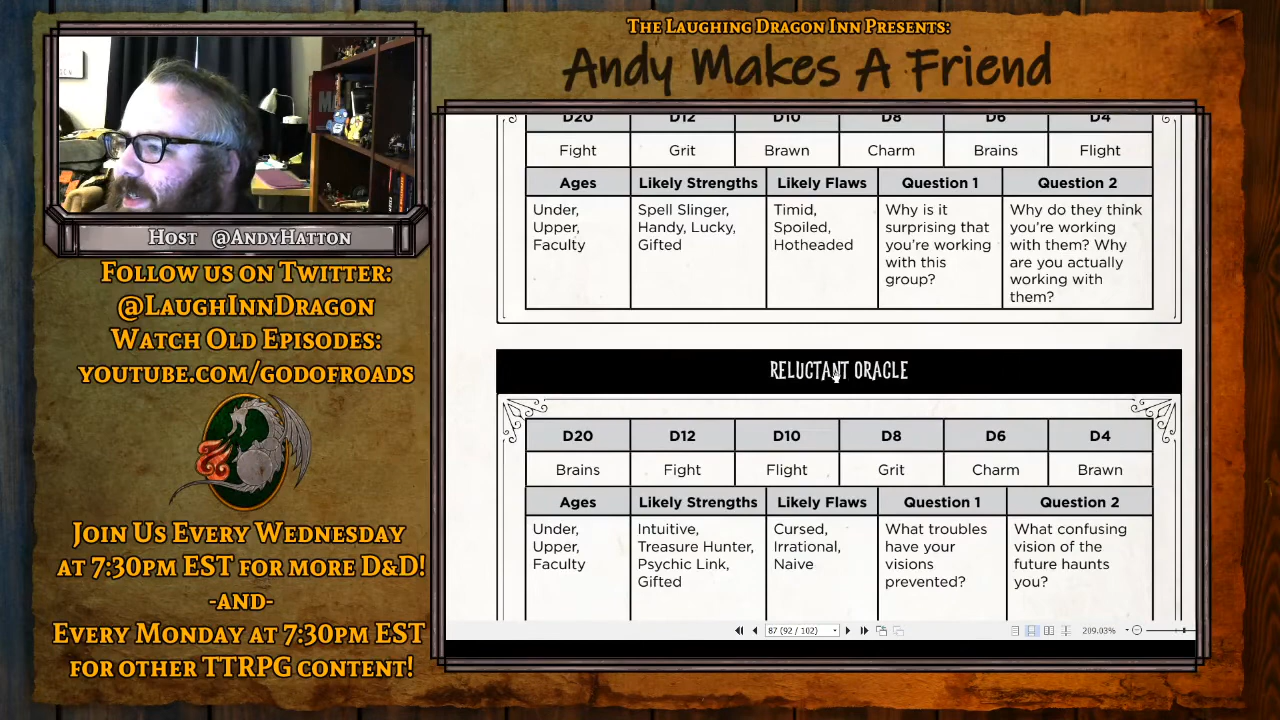 THE LAUGHING DRAGON INN PRESENTS:
Andy Makes A Friend
HOST @ANDYHATTON
FOLLOW US ON TWITTER:
@LAUGHINNDRAGON
WATCH OLD EPISODES:
YOUTUBE.COM/GODOFROADS
JOIN US EVERY WEDNESDAY
AT 7:30PM EST FOR MORE D&D!
-AND-
EVERY MONDAY AT 7:30PM EST
FOR OTHER TTRPG CONTENT!
D20 D12 D10 D8 D6 D4
Fight Grit Brawn Charm Brains Flight
Ages Likely Strengths Likely Flaws Question 1 Question 2
Under,
Upper,
Faculty
Spell Slinger,
Handy, Lucky,
Gifted
Timid,
Spoiled,
Hotheaded
Why is it
surprising that
you're working
with this
group?
Why do they think
you're working
with them? Why
are you actually
working with
them?
RELUCTANT ORACLE
D20 D12 D10 D8 D6 D4
Brains Fight Flight Grit Charm Brawn
Ages Likely Strengths Likely Flaws Question 1 Question 2
Under,
Upper,
Faculty
Intuitive,
Treasure Hunter,
Psychic Link,
Gifted
Cursed,
Irrational,
Naive
What troubles
have your
visions
prevented?
What confusing
vision of the
future haunts
you?
87 (92 / 102)
209.03%